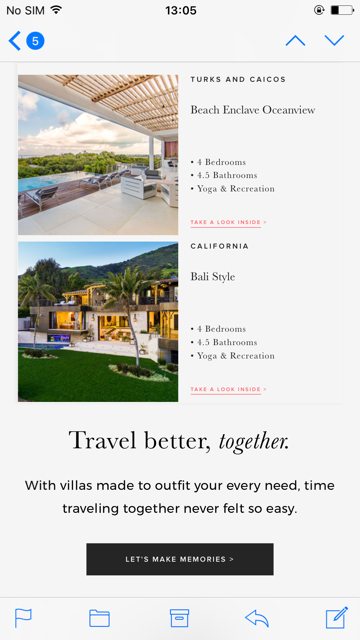 No SIM 13:05
5
TURKS AND CAICOS
Beach Enclave Oceanview
• 4 Bedrooms
• 4.5 Bathrooms
• Yoga & Recreation
TAKE A LOOK INSIDE >
CALIFORNIA
Bali Style
• 4 Bedrooms
• 4.5 Bathrooms
• Yoga & Recreation
TAKE A LOOK INSIDE >
Travel better, together.
With villas made to outfit your every need, time
traveling together never felt so easy.
LET'S MAKE MEMORIES >